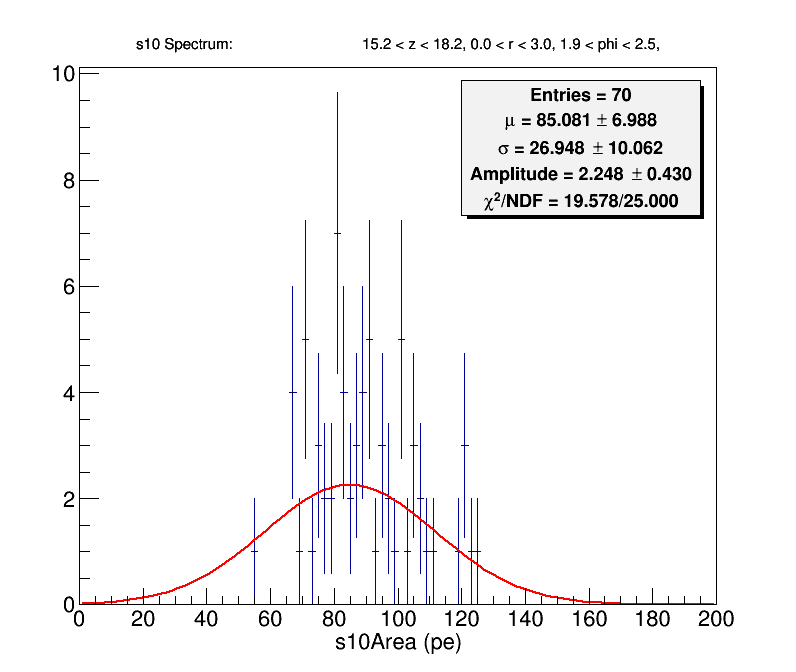 s10 Spectrum: 15.2 < z < 18.2, 0.0 < r < 3.0, 1.9 < phi < 2.5,
Entries = 70
μ = 85.081 ± 6.988
σ = 26.948 ± 10.062
Amplitude = 2.248 ± 0.430
χ²/NDF = 19.578/25.000
10
8
6
4
2
0
0 20 40 60 80 100 120 140 160 180 200
s10Area (pe)